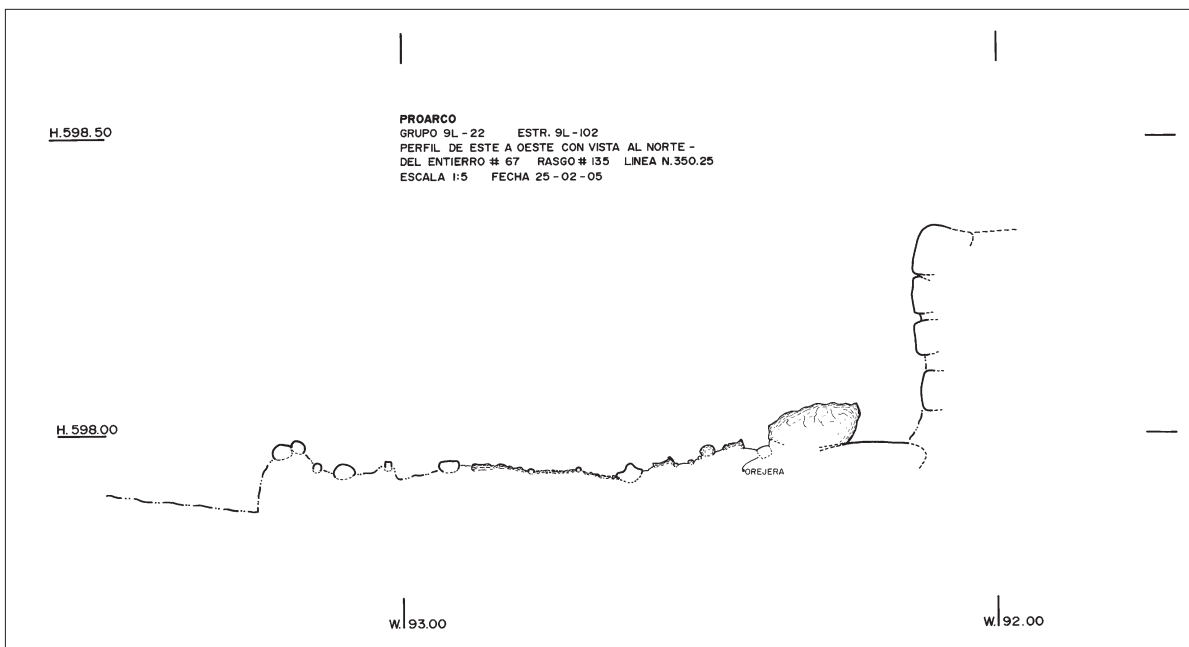 H.598.50
PROARCO
GRUPO 9L-22 ESTR. 9L-102
PERFIL DE ESTE A OESTE CON VISTA AL NORTE -
DEL ENTIERRO # 67 RASGO # 135 LINEA N.350.25
ESCALA 1:5 FECHA 25-02-05
H.598.00
OREJERA
W.93.00
W.92.00